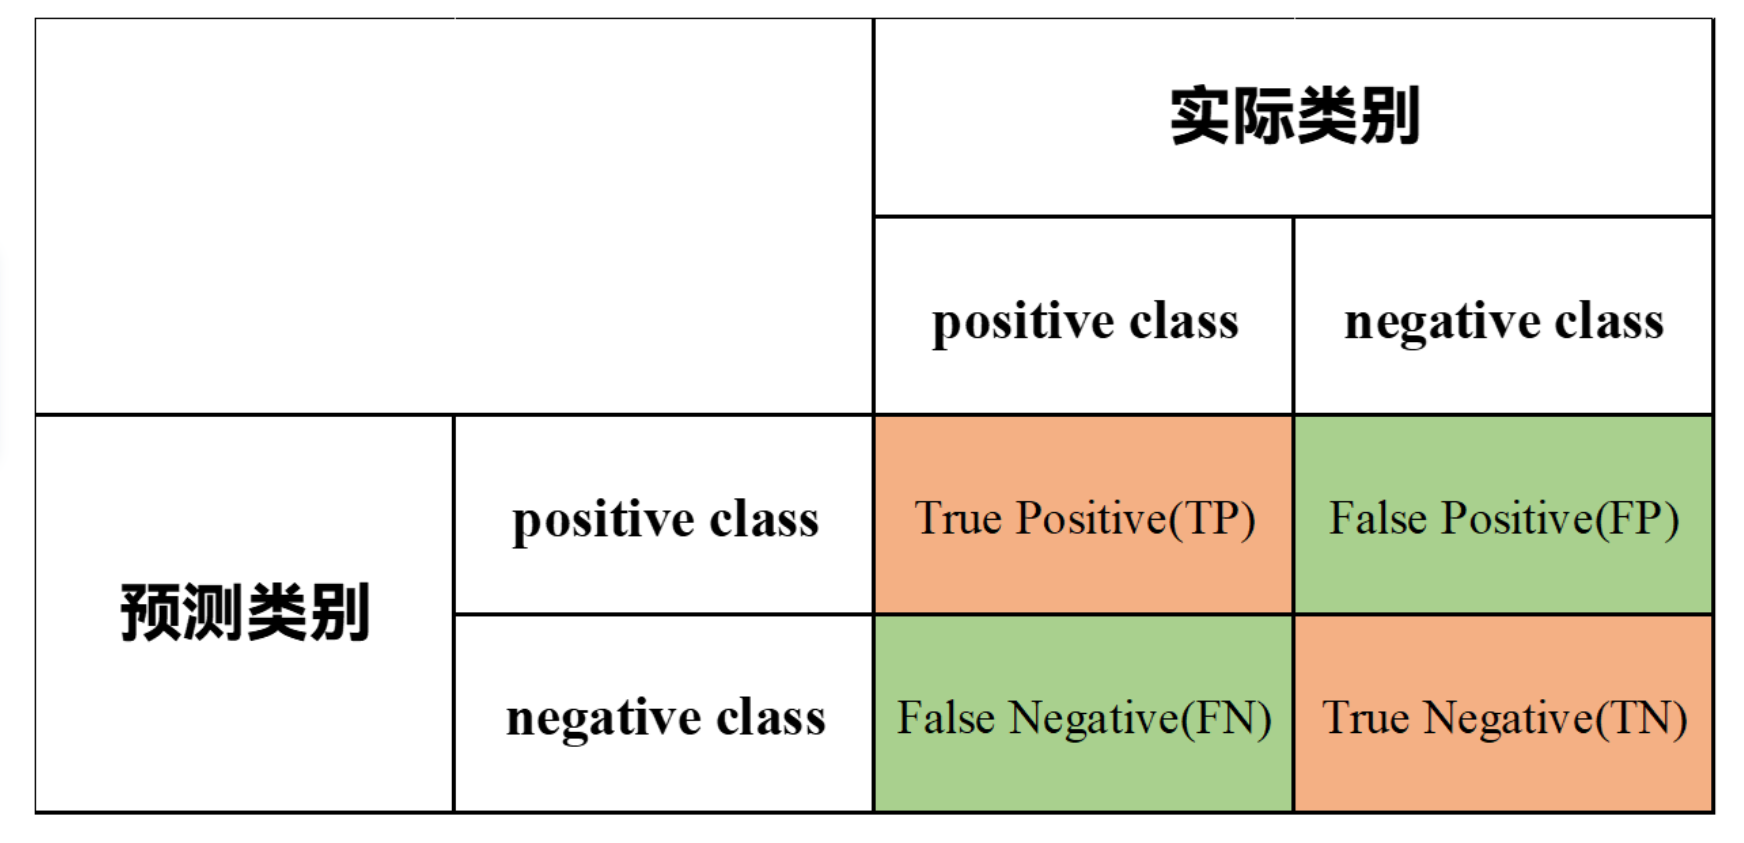 实际类别
positive class
negative class
预测类别
positive class
True Positive(TP)
False Positive(FP)
negative class
False Negative(FN)
True Negative(TN)